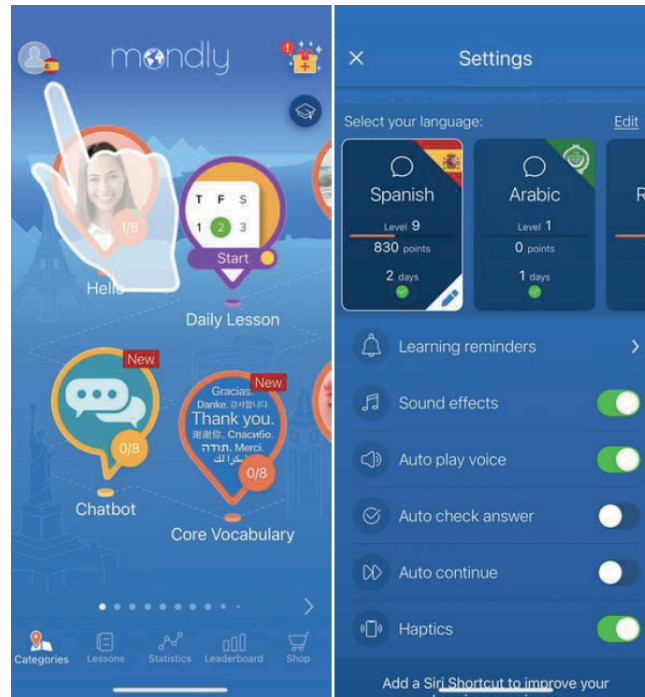 mondly
1/8
Hello
T F S
1 2 3
Start
Daily Lesson
New
0/8
Chatbot
New
Gracias.
Danke. 감사합니다.
Thank you.
谢谢你. Спасибо.
תודה. Merci.
شكرا لك
0/8
Core Vocabulary
Categories
Lessons
Statistics
Leaderboard
Shop
Settings
Select your language:
Edit
Spanish
Level 9
830 points
2 days
Arabic
Level 1
0 points
1 days
R
Learning reminders
Sound effects
Auto play voice
Auto check answer
Auto continue
Haptics
Add a Siri Shortcut to improve your